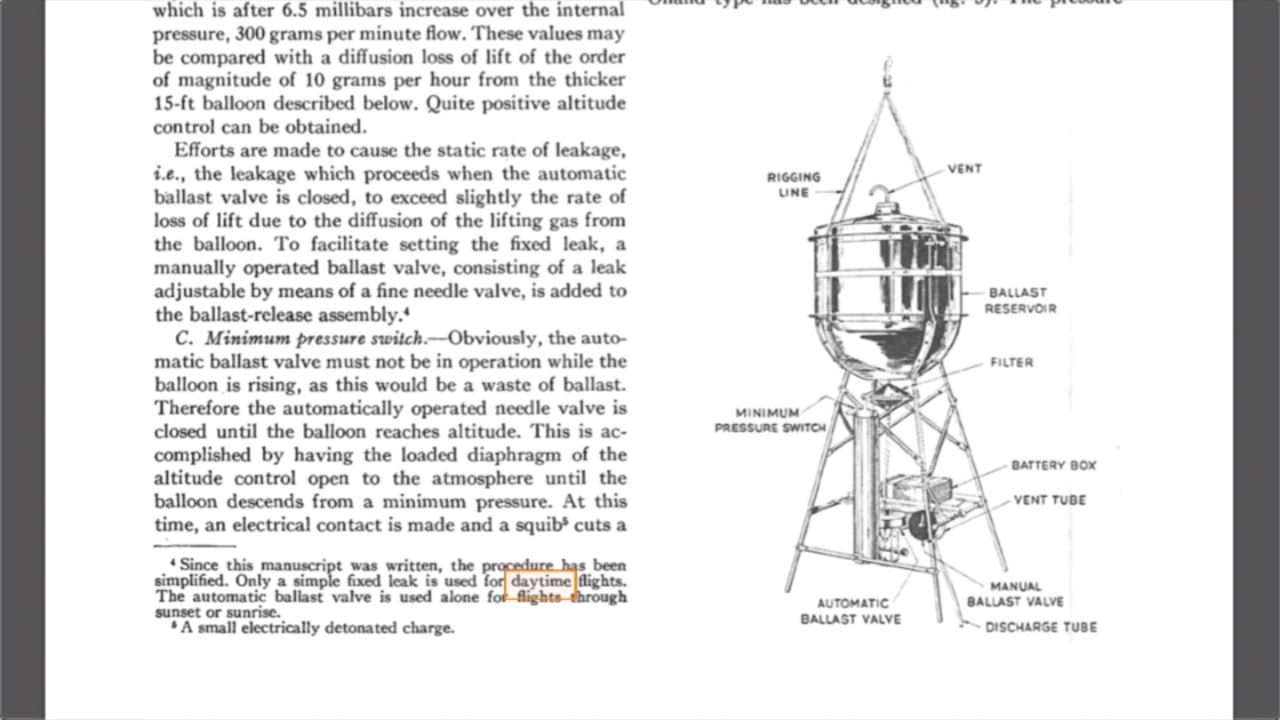 which is after 6.5 millibars increase over the internal
pressure, 300 grams per minute flow. These values may
be compared with a diffusion loss of lift of the order
of magnitude of 10 grams per hour from the thicker
15-ft balloon described below. Quite positive altitude
control can be obtained.
Efforts are made to cause the static rate of leakage,
i.e., the leakage which proceeds when the automatic
ballast valve is closed, to exceed slightly the rate of
loss of lift due to the diffusion of the lifting gas from
the balloon. To facilitate setting the fixed leak, a
manually operated ballast valve, consisting of a leak
adjustable by means of a fine needle valve, is added to
the ballast-release assembly.⁴
C. Minimum pressure switch.—Obviously, the auto-
matic ballast valve must not be in operation while the
balloon is rising, as this would be a waste of ballast.
Therefore the automatically operated needle valve is
closed until the balloon reaches altitude. This is ac-
complished by having the loaded diaphragm of the
altitude control open to the atmosphere until the
balloon descends from a minimum pressure. At this
time, an electrical contact is made and a squib⁵ cuts a
⁴ Since this manuscript was written, the procedure has been
simplified. Only a simple fixed leak is used for daytime flights.
The automatic ballast valve is used alone for flights through
sunset or sunrise.
⁵ A small electrically detonated charge.
type has been designed (fig. The pressure
VENT
RIGGING
LINE
BALLAST
RESERVOIR
FILTER
MINIMUM
PRESSURE SWITCH
BATTERY BOX
VENT TUBE
MANUAL
BALLAST VALVE
AUTOMATIC
BALLAST VALVE
DISCHARGE TUBE